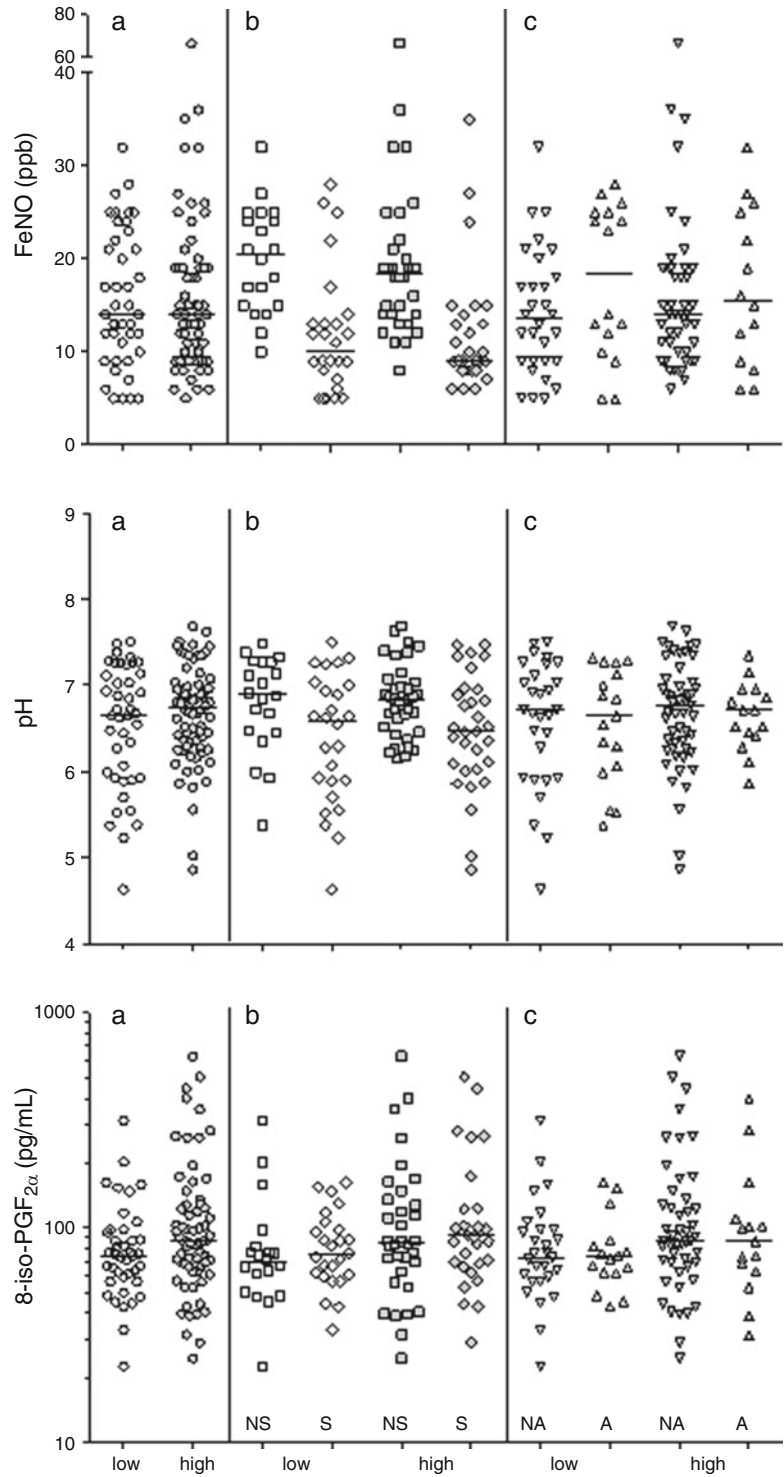 a b c
80
60
40
30
20
10
0
FeNO (ppb)
a b c
9
8
7
6
5
4
pH
a b c
1000
100
10
8-iso-PGF2α (pg/mL)
NS S NS S NA A NA A
low high low high low high